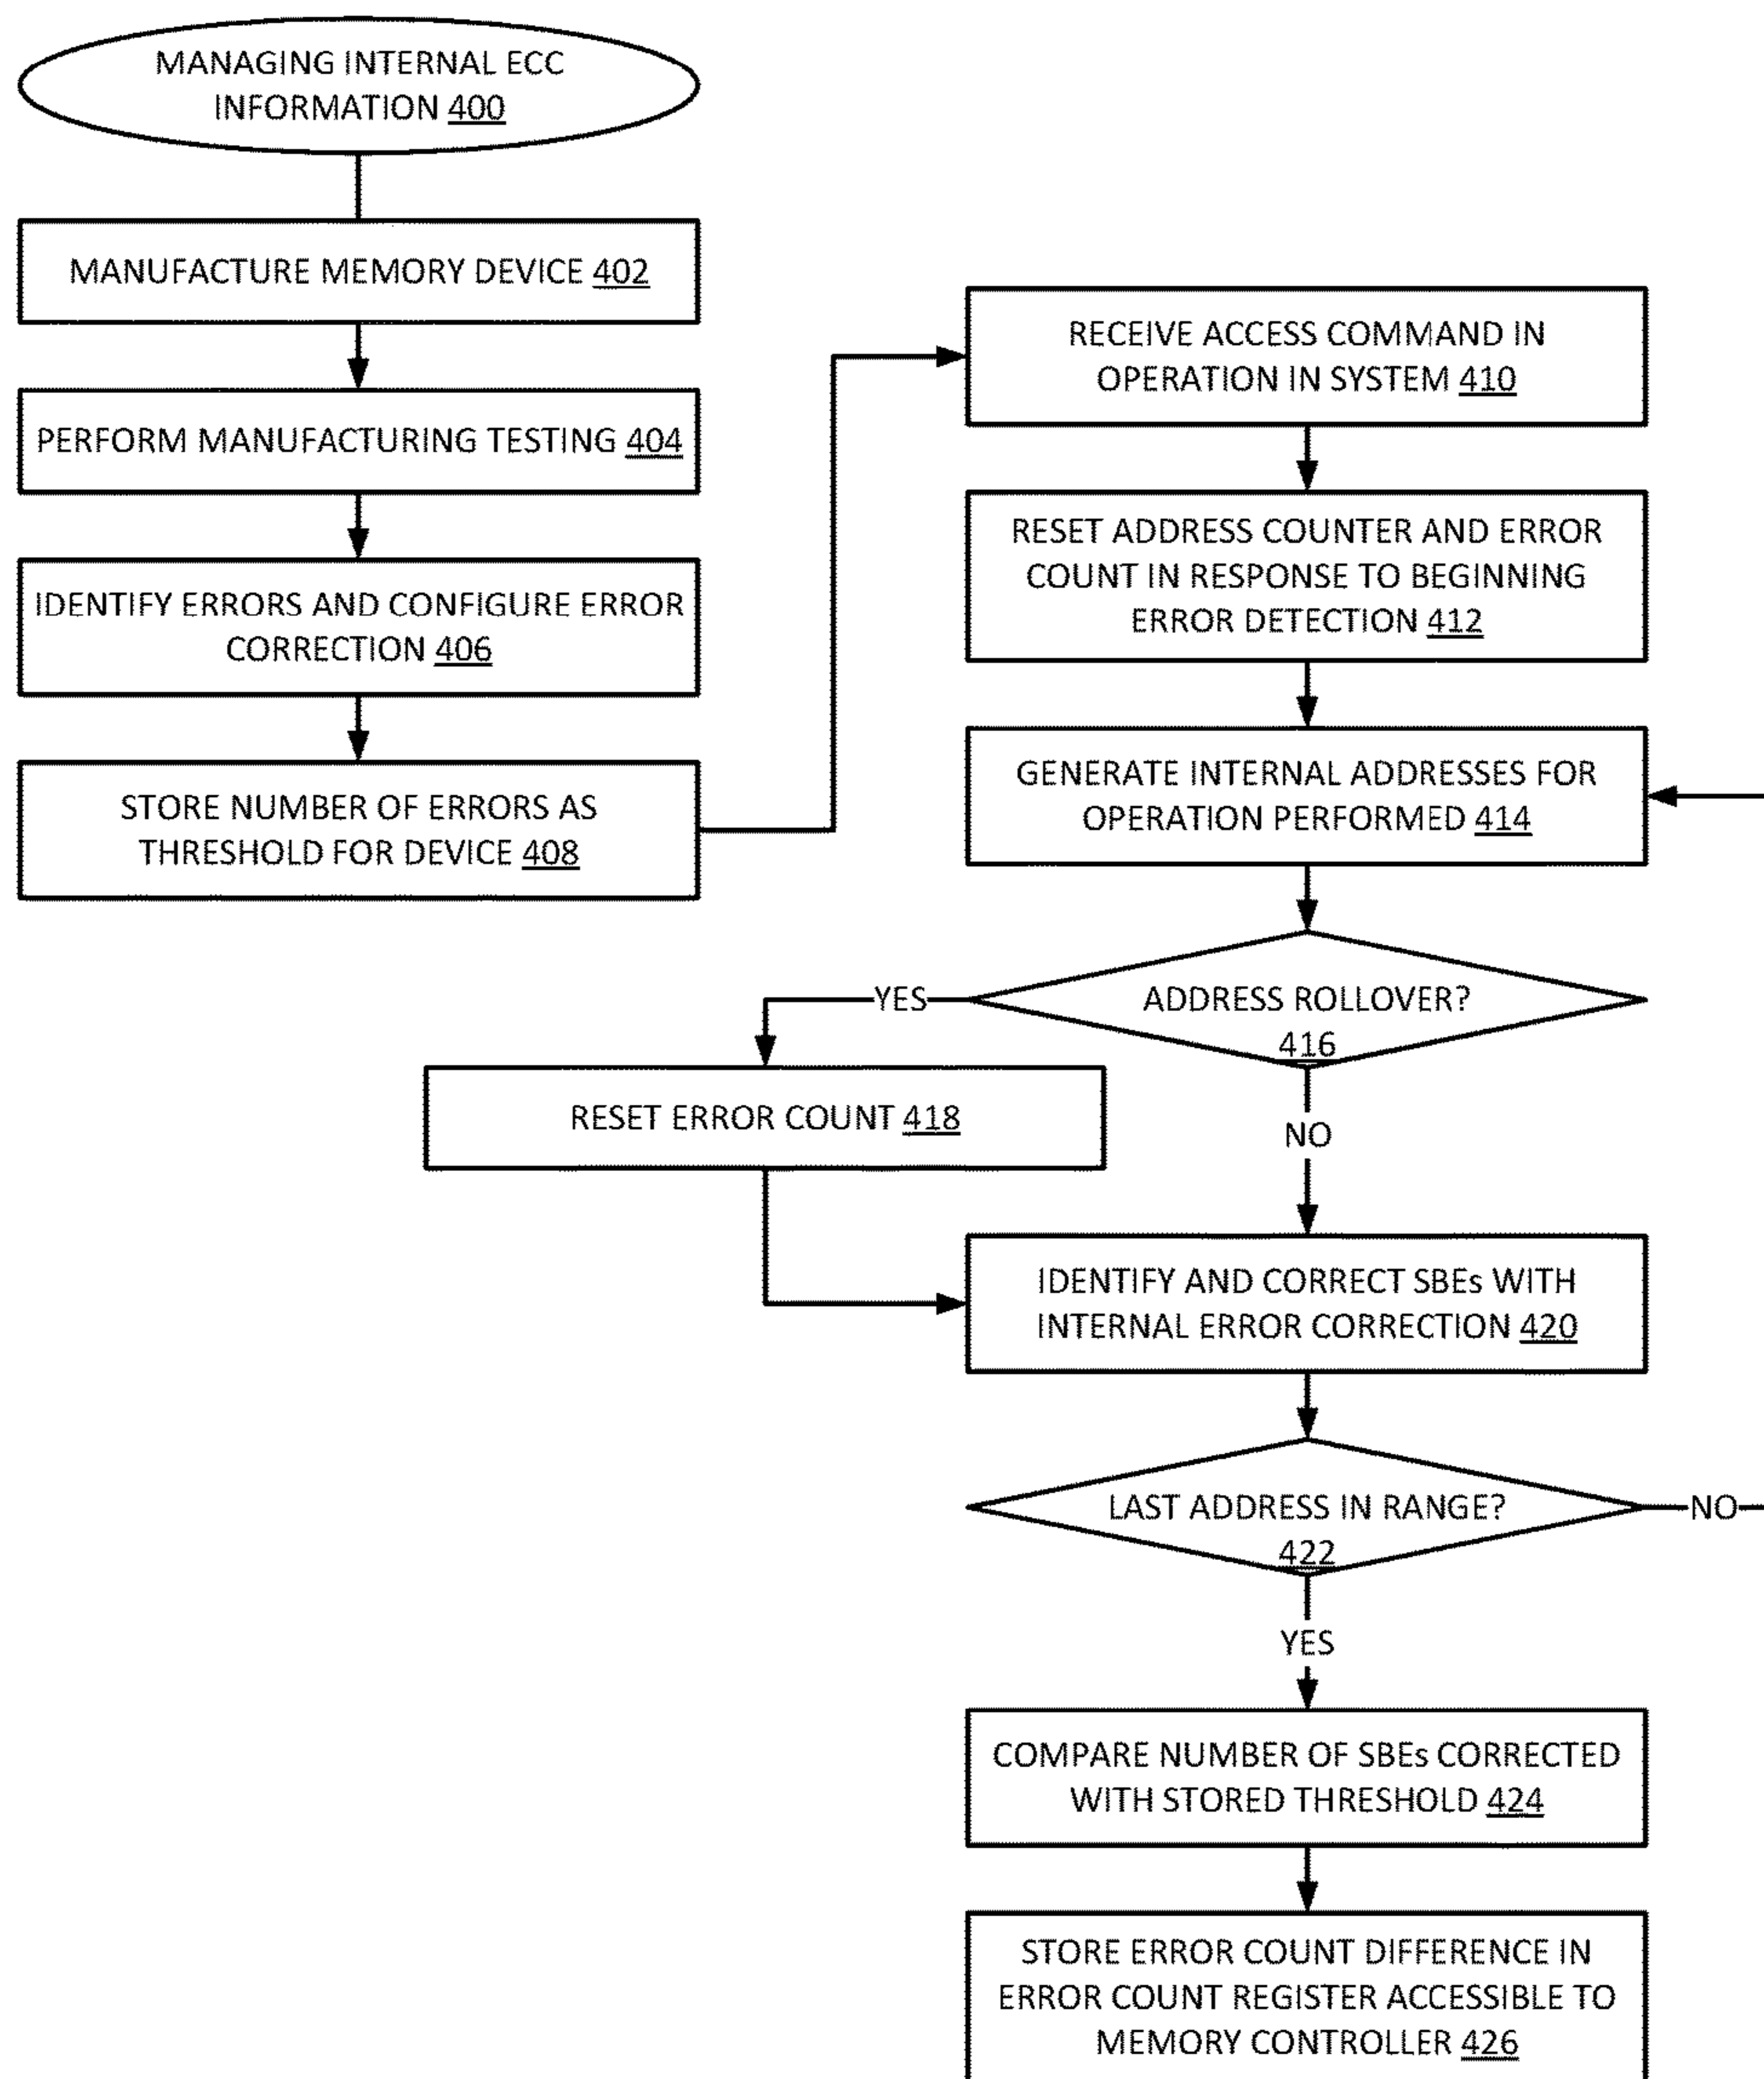 MANAGING INTERNAL ECC
INFORMATION 400
MANUFACTURE MEMORY DEVICE 402
PERFORM MANUFACTURING TESTING 404
IDENTIFY ERRORS AND CONFIGURE ERROR
CORRECTION 406
STORE NUMBER OF ERRORS AS
THRESHOLD FOR DEVICE 408
RECEIVE ACCESS COMMAND IN
OPERATION IN SYSTEM 410
RESET ADDRESS COUNTER AND ERROR
COUNT IN RESPONSE TO BEGINNING
ERROR DETECTION 412
GENERATE INTERNAL ADDRESSES FOR
OPERATION PERFORMED 414
ADDRESS ROLLOVER?
416
YES
RESET ERROR COUNT 418
NO
IDENTIFY AND CORRECT SBEs WITH
INTERNAL ERROR CORRECTION 420
LAST ADDRESS IN RANGE?
422
NO
YES
COMPARE NUMBER OF SBEs CORRECTED
WITH STORED THRESHOLD 424
STORE ERROR COUNT DIFFERENCE IN
ERROR COUNT REGISTER ACCESSIBLE TO
MEMORY CONTROLLER 426